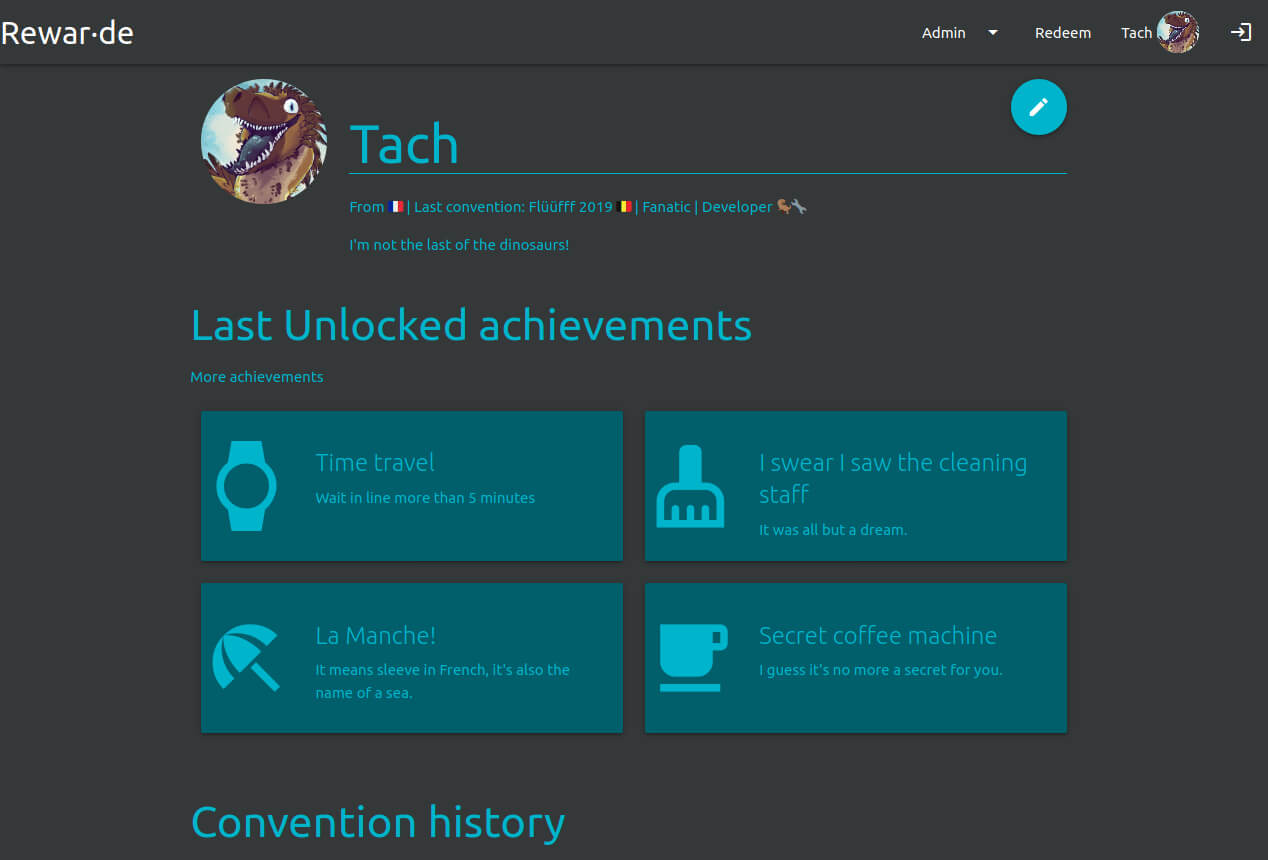 Rewar·de
Admin
Redeem
Tach
Tach
From 🇫🇷 | Last convention: Flüüfff 2019 🇧🇪 | Fanatic | Developer 🦦🔧
I'm not the last of the dinosaurs!
Last Unlocked achievements
More achievements
Time travel
Wait in line more than 5 minutes
I swear I saw the cleaning
staff
It was all but a dream.
La Manche!
It means sleeve in French, it's also the
name of a sea.
Secret coffee machine
I guess it's no more a secret for you.
Convention history